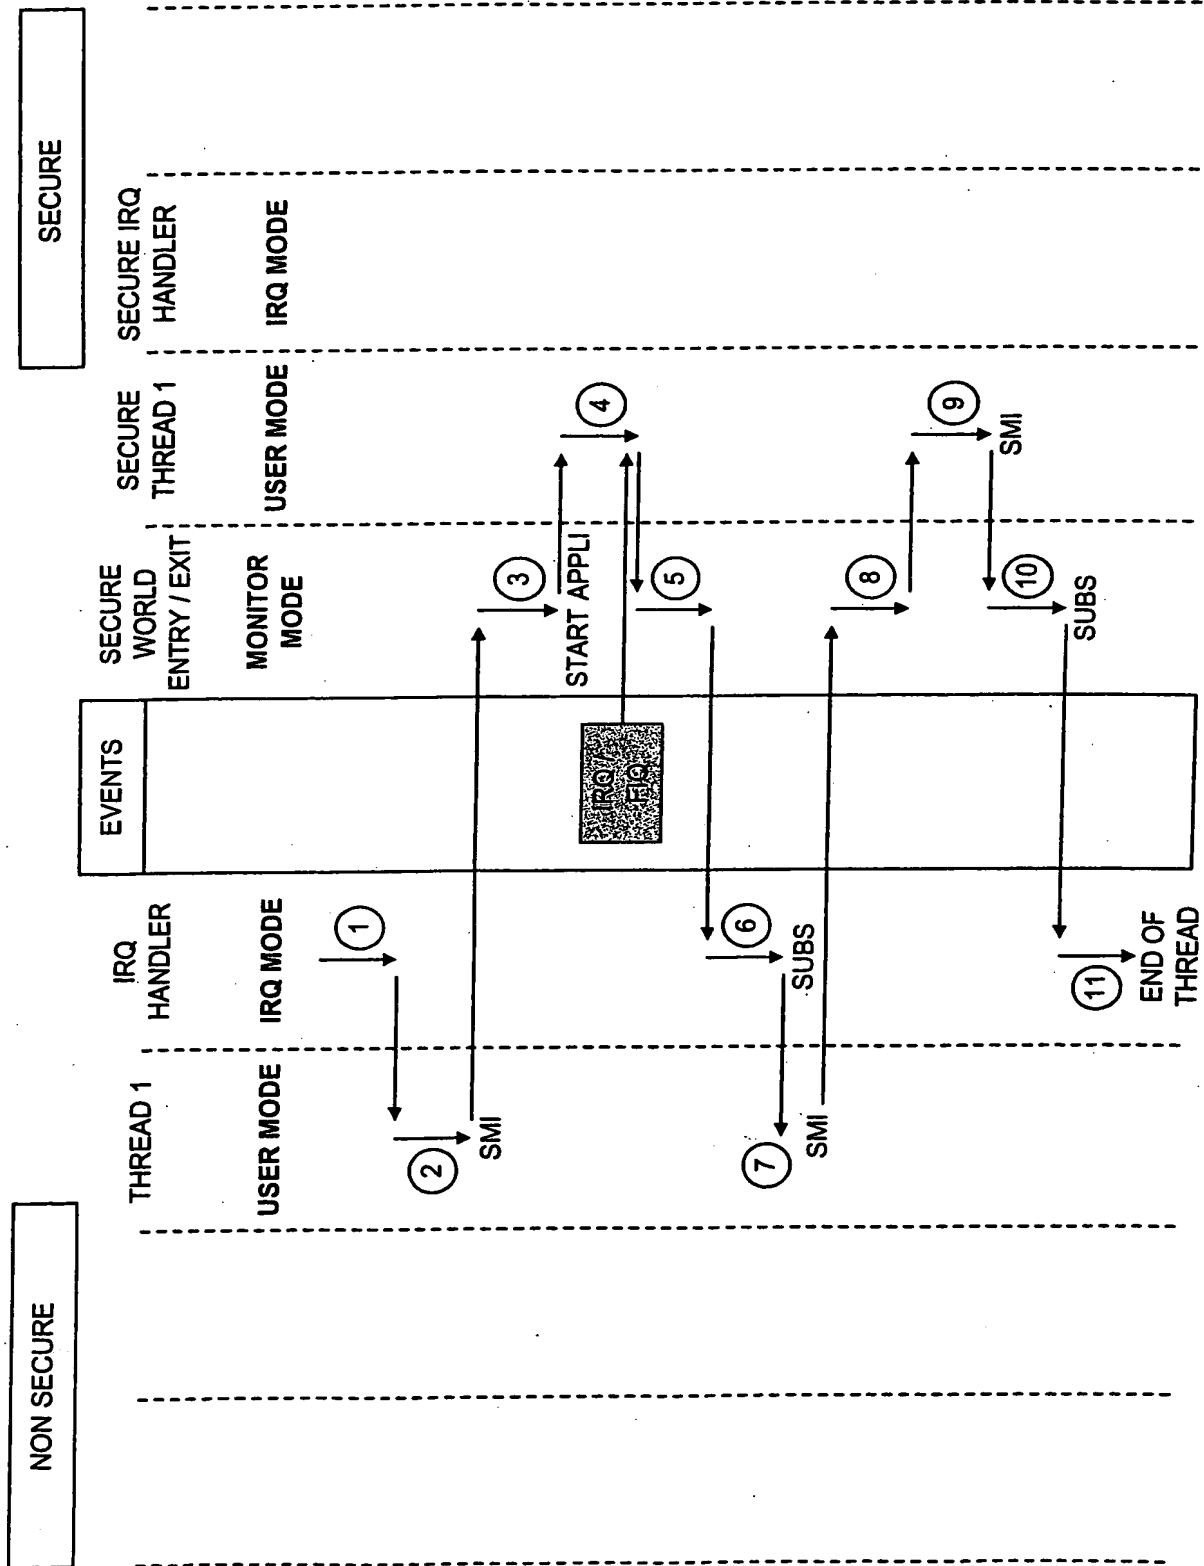 NON SECURE
SECURE
THREAD 1
USER MODE
IRQ
HANDLER
IRQ MODE
EVENTS
SECURE
WORLD
ENTRY / EXIT
MONITOR
MODE
SECURE
THREAD 1
USER MODE
SECURE IRQ
HANDLER
IRQ MODE
1
2
SMI
3
START APPLI
4
IRQ /
FIQ
5
6
SUBS
7
SMI
8
9
SMI
10
SUBS
11
END OF
THREAD